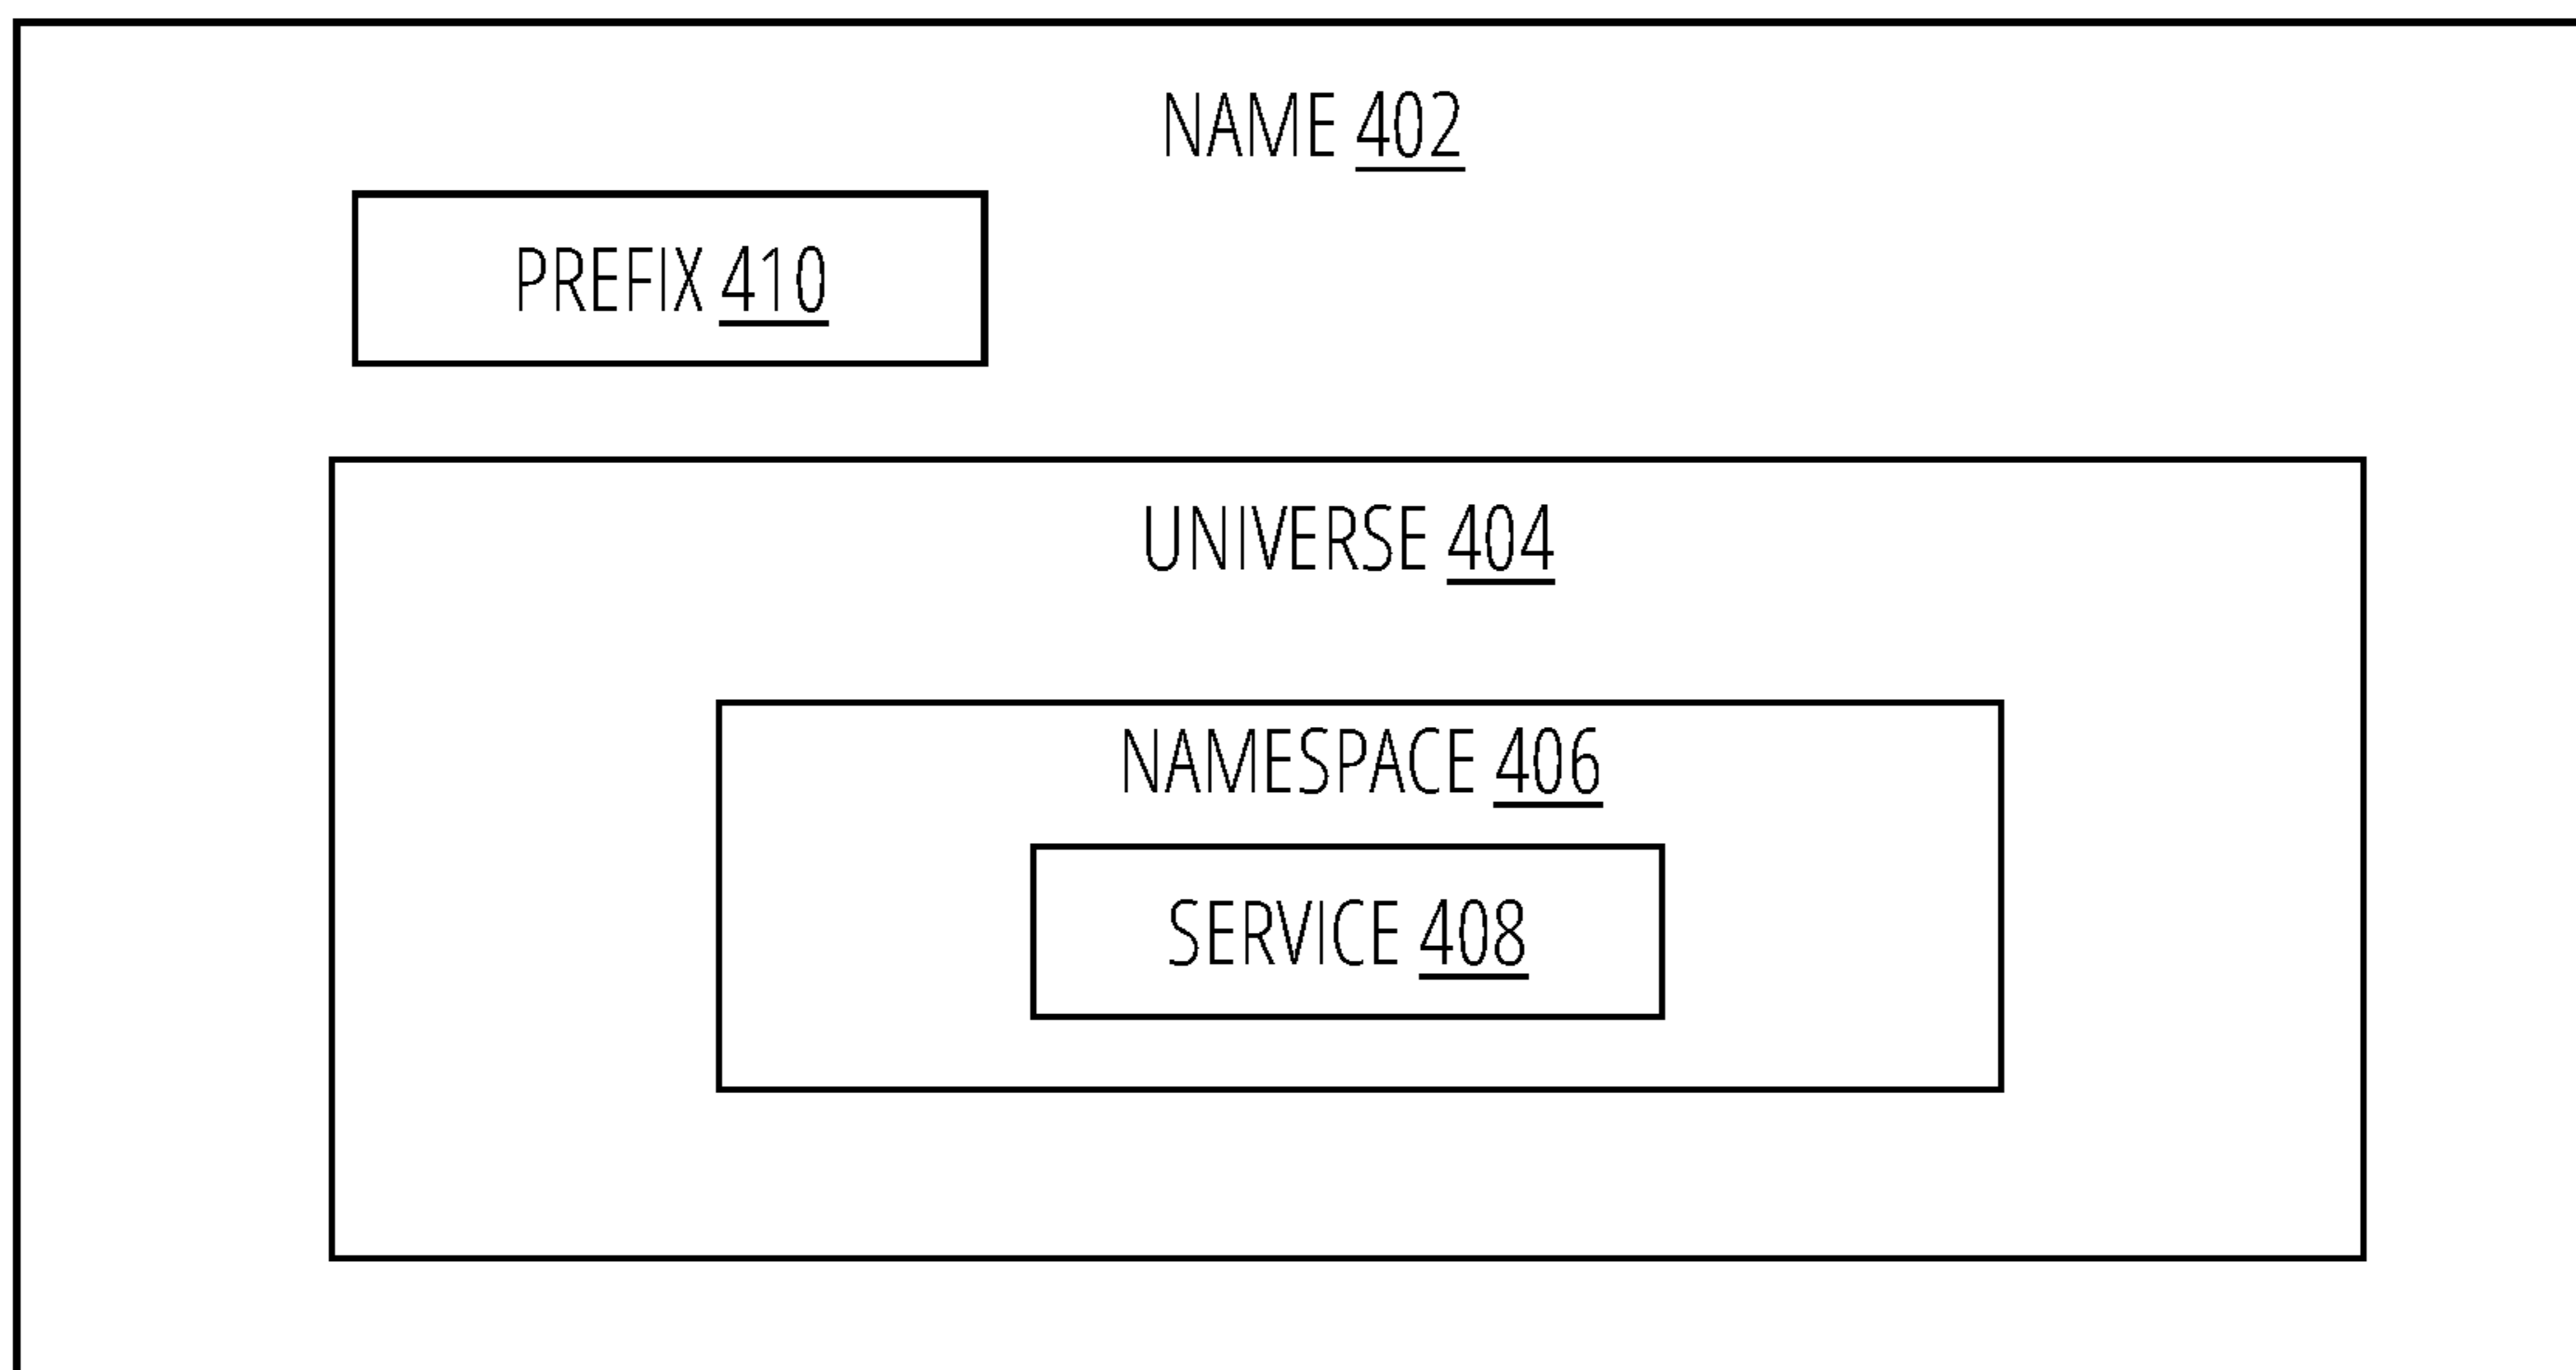 NAME 402
PREFIX 410
UNIVERSE 404
NAMESPACE 406
SERVICE 408